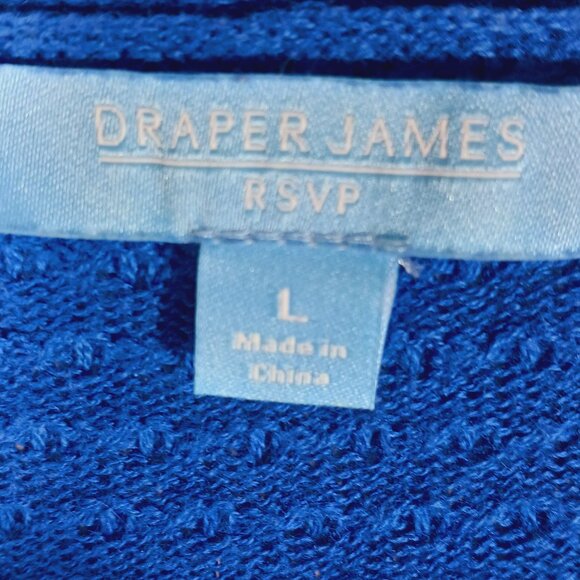 DRAPER JAMES
RSVP
L
Made in
China